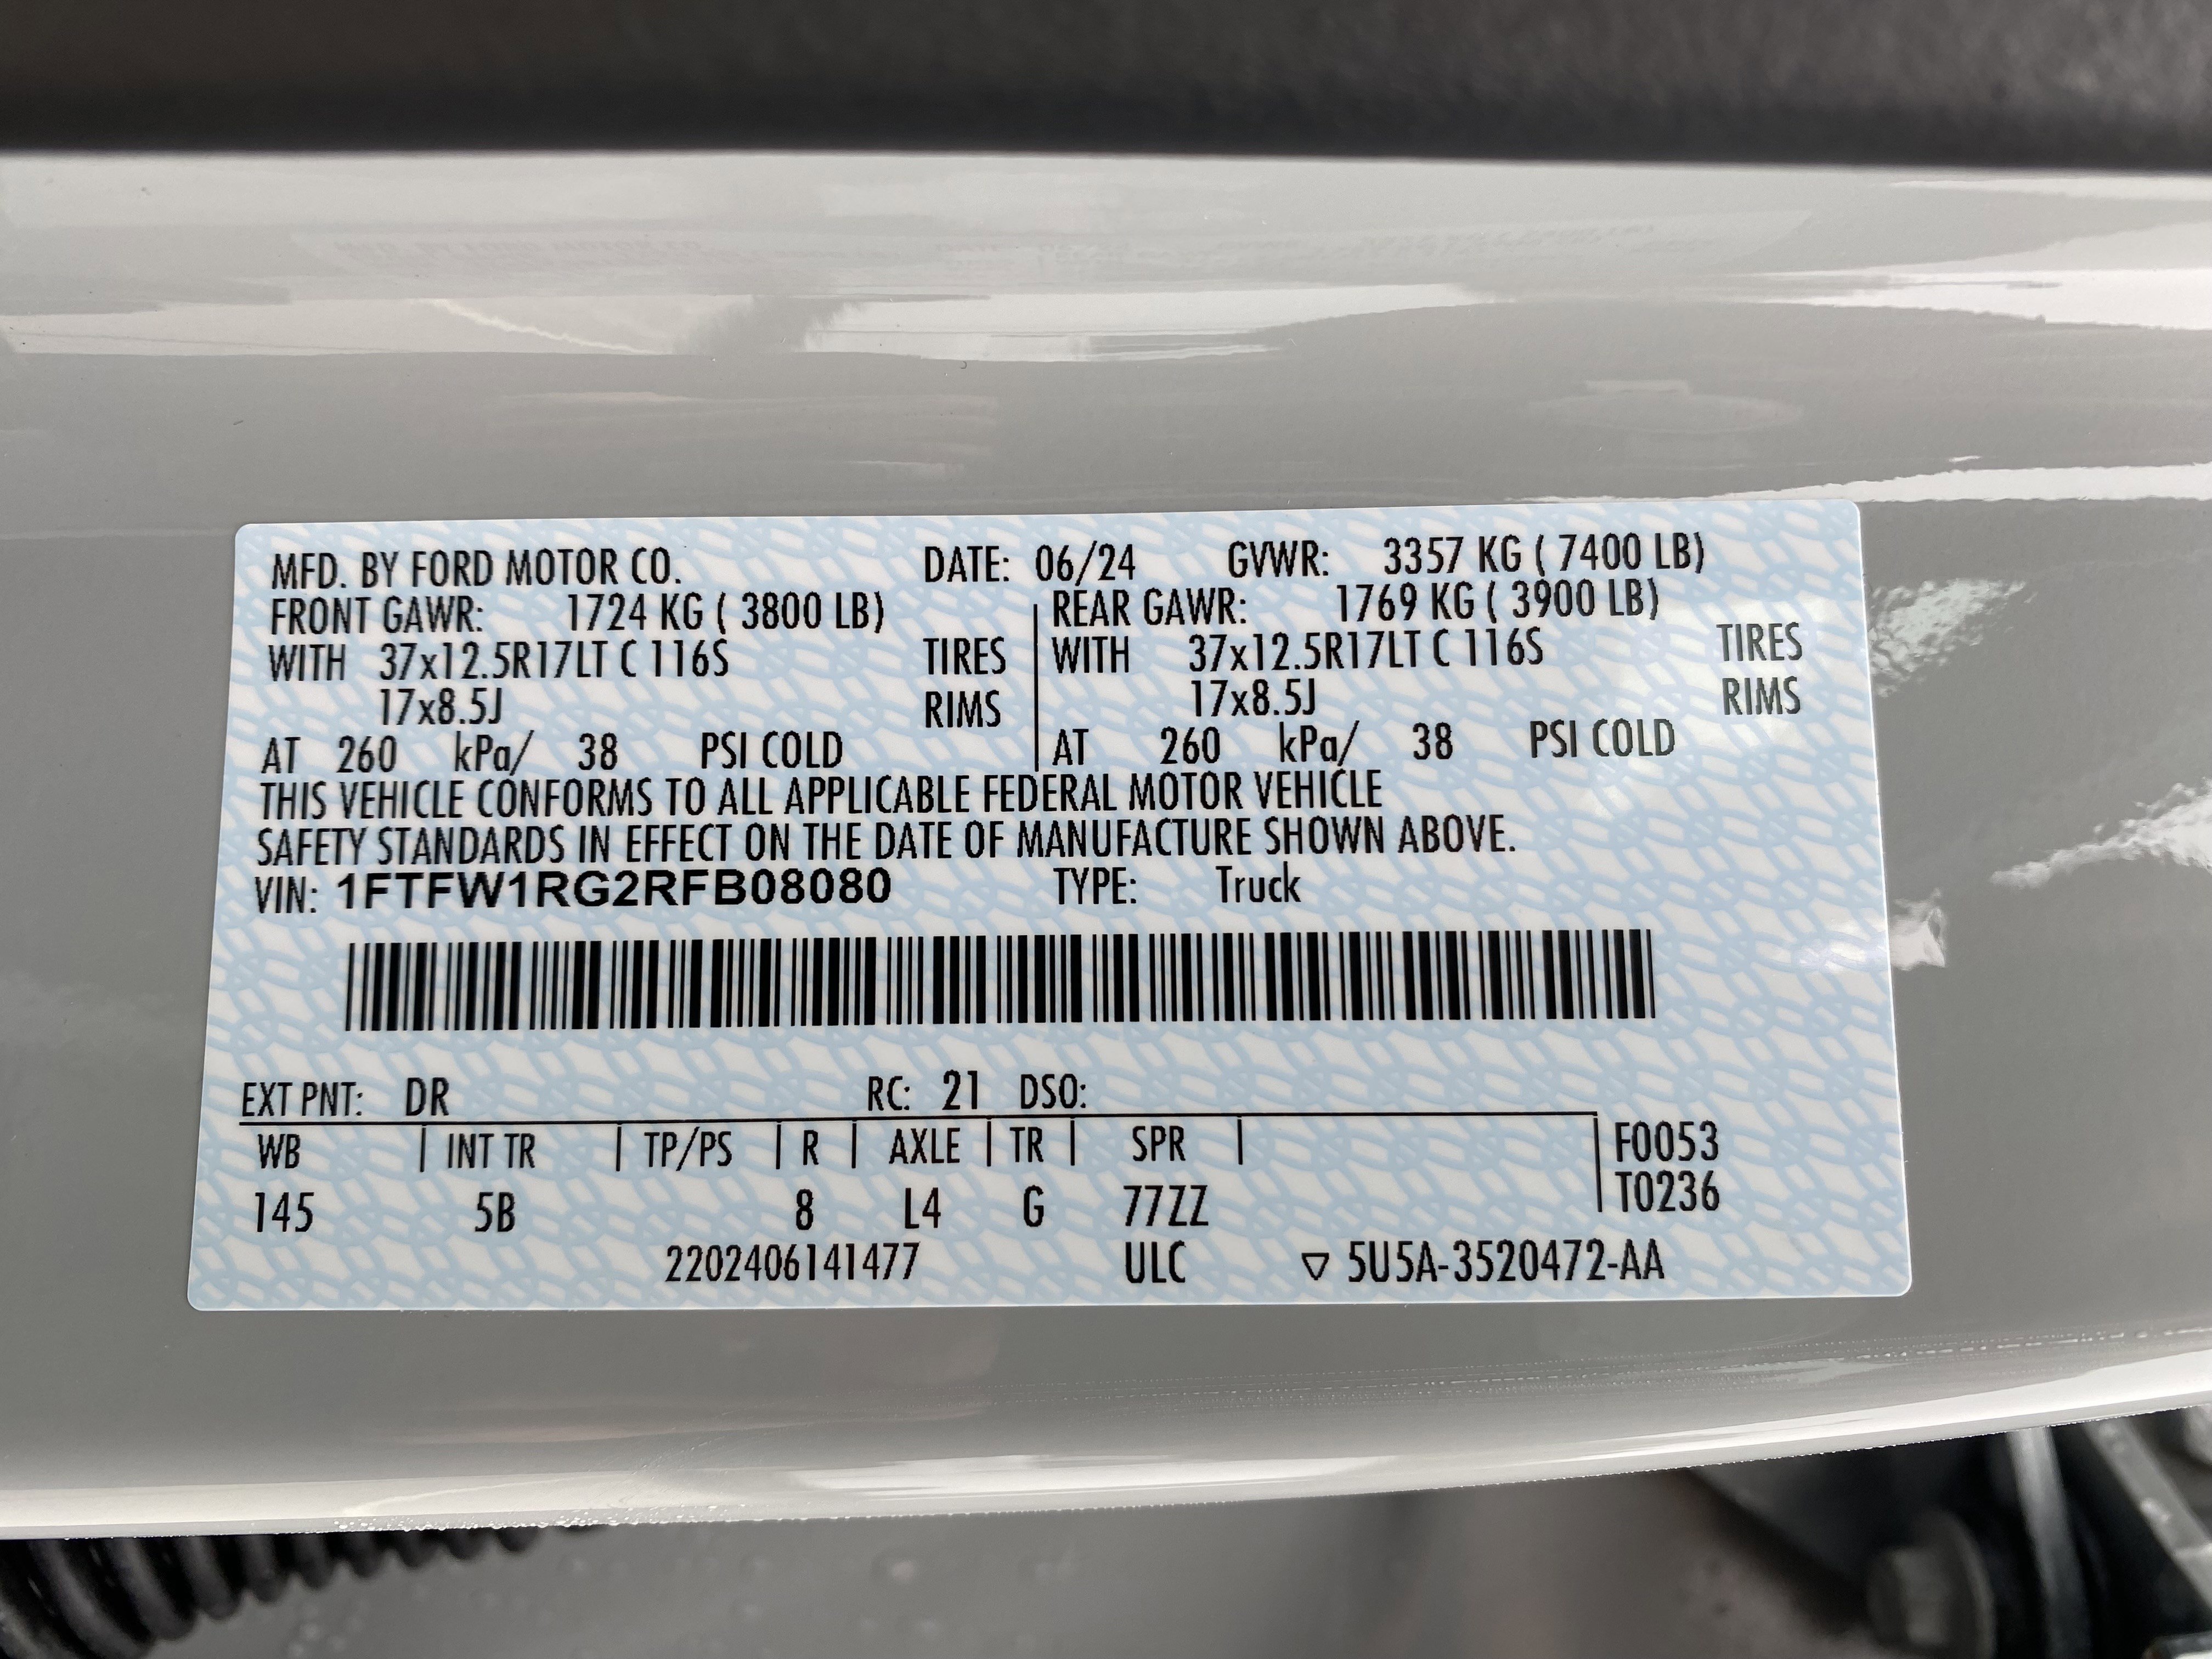 MFD. BY FORD MOTOR CO. DATE: 06/24 GVWR: 3357 KG ( 7400 LB)
FRONT GAWR: 1724 KG ( 3800 LB) REAR GAWR: 1769 KG ( 3900 LB)
WITH 37x12.5R17LT C 116S TIRES WITH 37x12.5R17LT C 116S TIRES
17x8.5J RIMS 17x8.5J RIMS
AT 260 kPa/ 38 PSI COLD AT 260 kPa/ 38 PSI COLD
THIS VEHICLE CONFORMS TO ALL APPLICABLE FEDERAL MOTOR VEHICLE
SAFETY STANDARDS IN EFFECT ON THE DATE OF MANUFACTURE SHOWN ABOVE.
VIN: 1FTFW1RG2RFB08080 TYPE: Truck
EXT PNT: DR RC: 21 DSO:
WB | INT TR | TP/PS | R | AXLE | TR | SPR | F0053
T0236
145 5B 8 L4 G 77ZZ
2202406141477 ULC ▽ 5U5A-3520472-AA